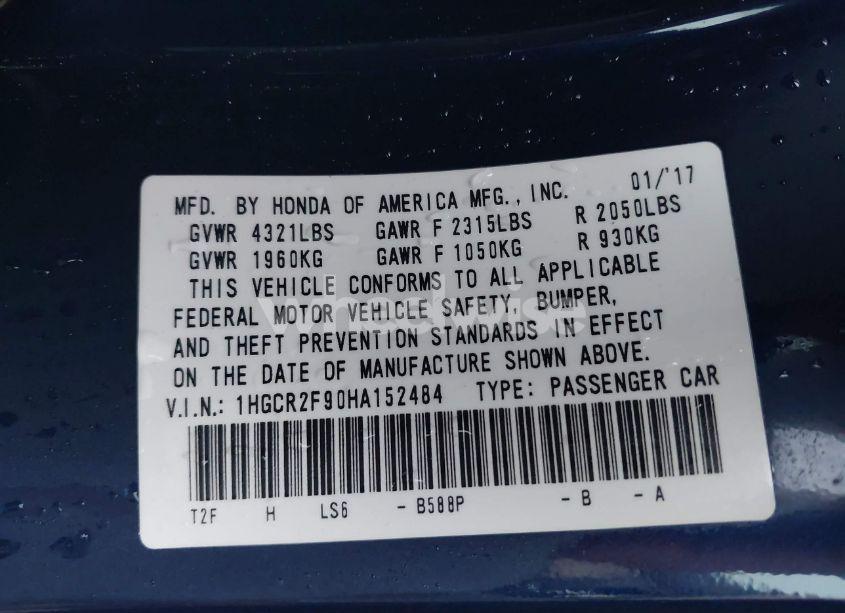 MFD. BY HONDA OF AMERICA MFG., INC. 01/'17
GVWR 4321LBS GAWR F 2315LBS R 2050LBS
GVWR 1960KG GAWR F 1050KG R 930KG
THIS VEHICLE CONFORMS TO ALL APPLICABLE
FEDERAL MOTOR VEHICLE SAFETY, BUMPER,
AND THEFT PREVENTION STANDARDS IN EFFECT
ON THE DATE OF MANUFACTURE SHOWN ABOVE.
V.I.N.: 1HGCR2F90HA152484 TYPE: PASSENGER CAR
T2F H LS6 - B588P - B - A